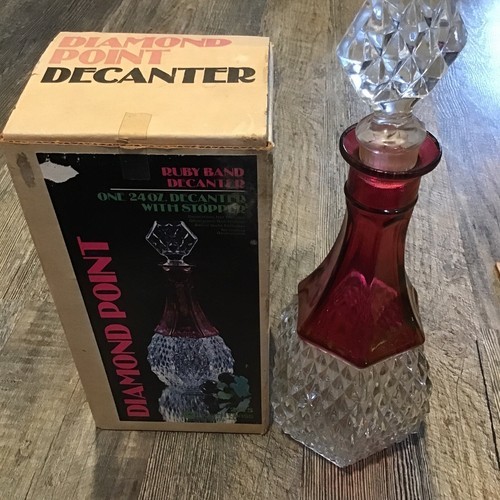 DIAMOND
POINT
DECANTER
RUBY BAND
DECANTER
ONE 24 OZ. DECANTER
WITH STOPPER
DIAMOND POINT